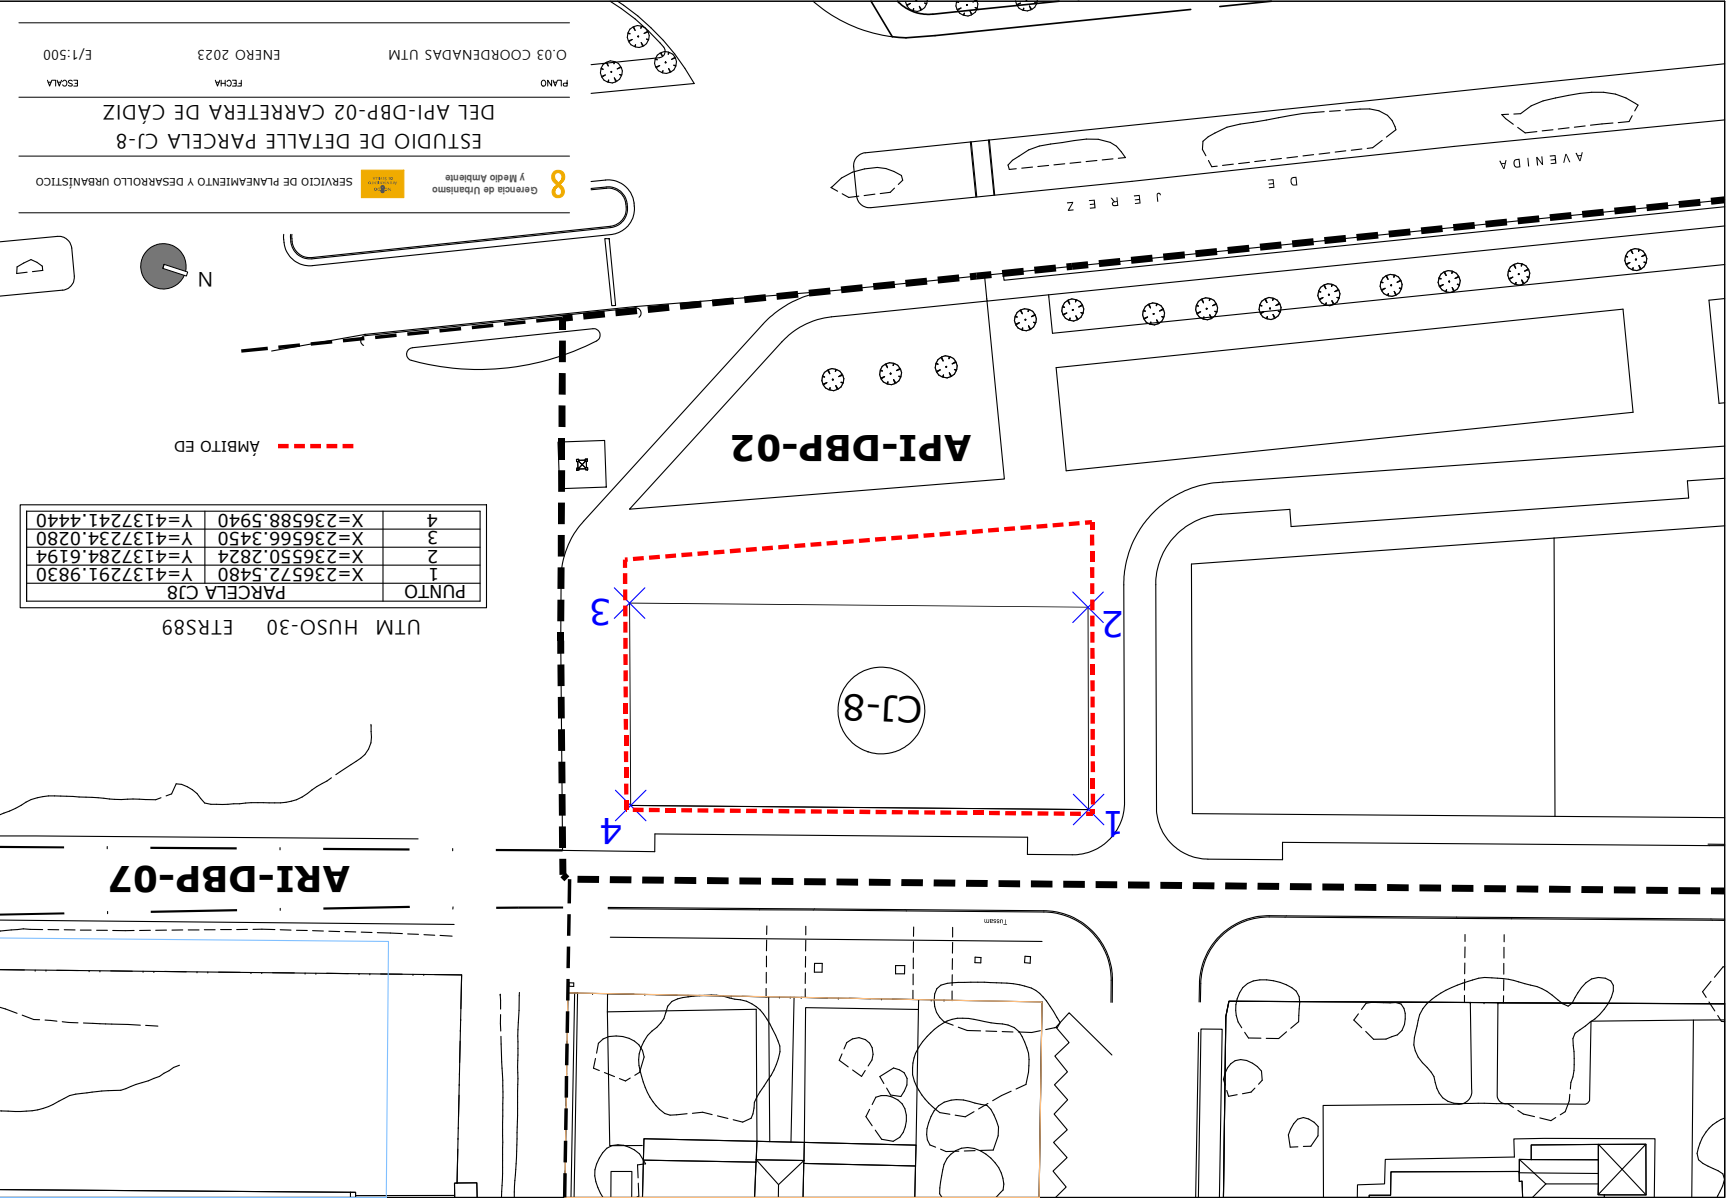 AVENIDA
DE
JEREZ
API-DBP-02
CJ-8
1
2
3
4
ARI-DBP-07
Tussam
UTM HUSO-30 ETRS89
PUNTO PARCELA CJ8
1 X=236572.5480 Y=4137291.9830
2 X=236550.2824 Y=4137284.6194
3 X=236566.3450 Y=4137234.0280
4 X=236588.5940 Y=4137241.4440
ÁMBITO ED
N
Gerencia de Urbanismo
y Medio Ambiente
SERVICIO DE PLANEAMIENTO Y DESARROLLO URBANÍSTICO
ESTUDIO DE DETALLE PARCELA CJ-8
DEL API-DBP-02 CARRETERA DE CÁDIZ
PLANO FECHA ESCALA
O.03 COORDENADAS UTM ENERO 2023 E/1:500